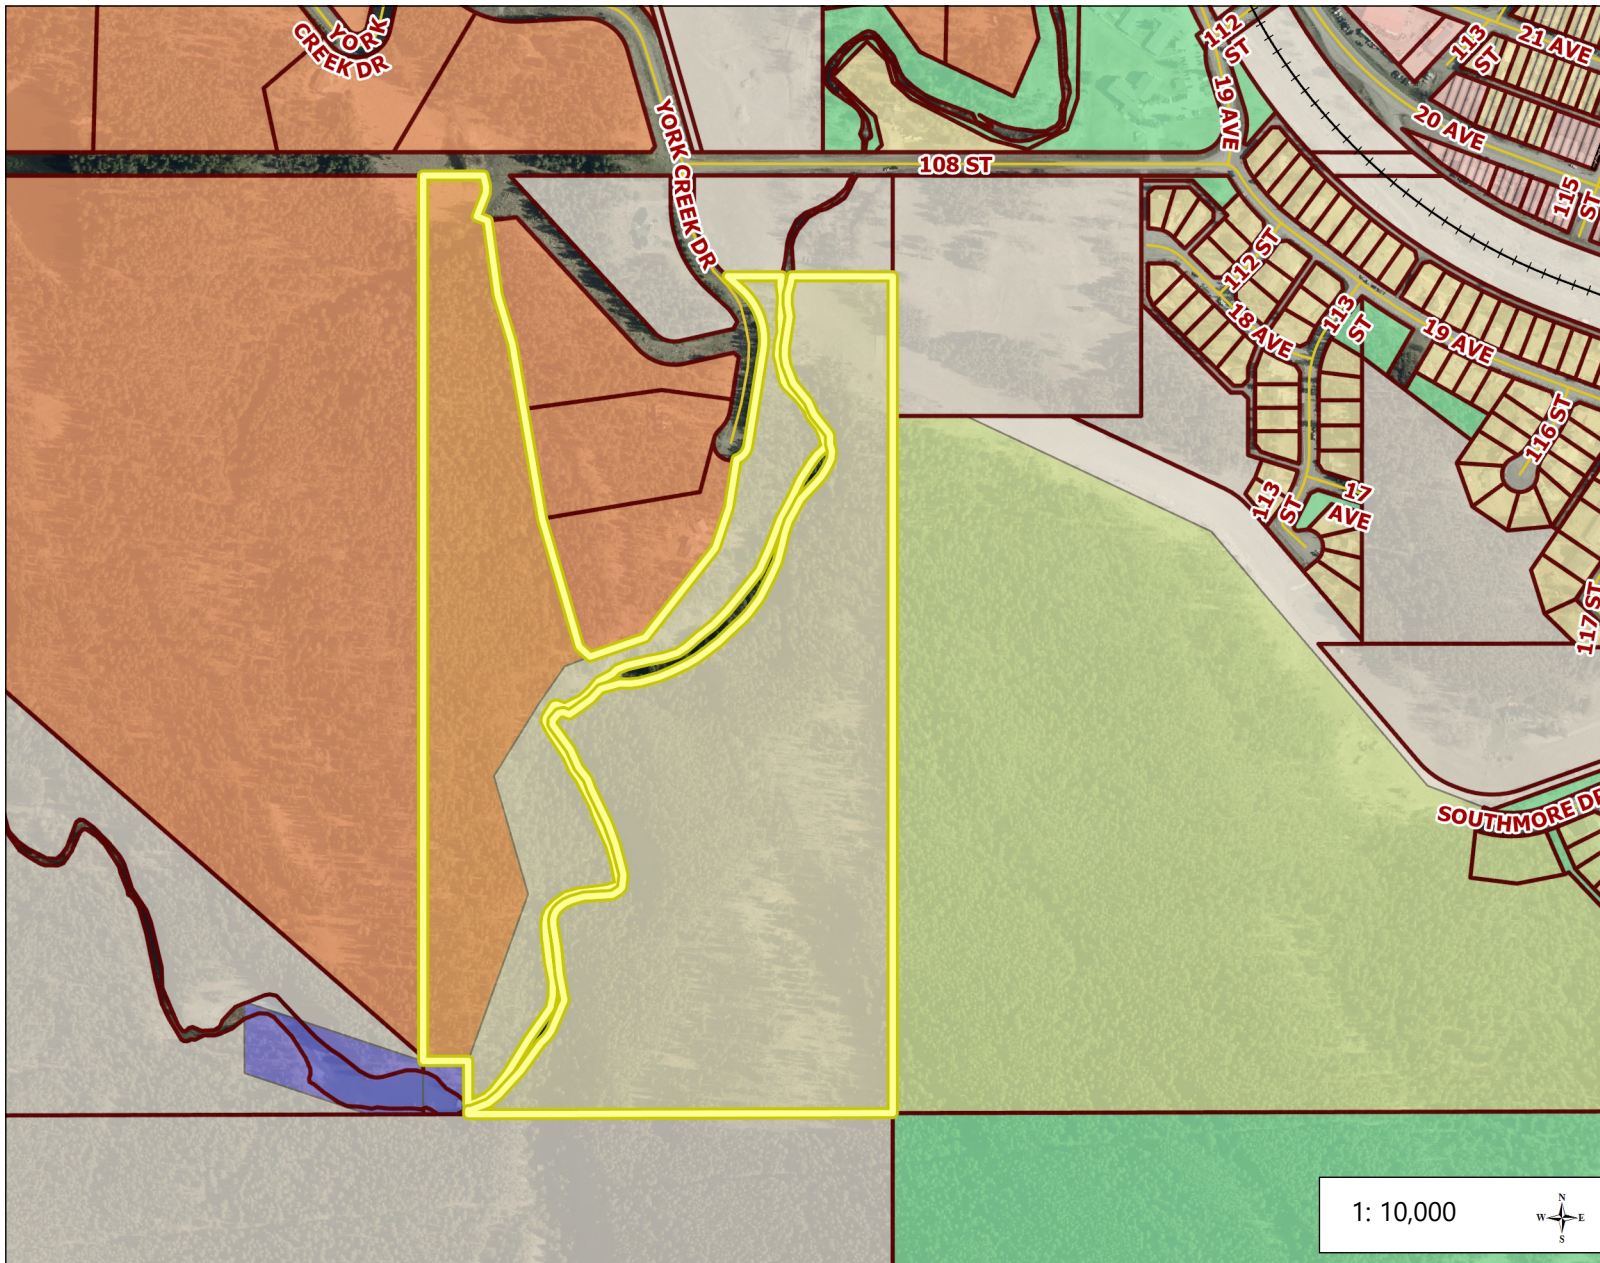 YORK
CREEK DR
112
ST
113
ST
21 AVE
19 AVE
20 AVE
YORK CREEK DR
108 ST
115
ST
112 ST
18 AVE
113
ST
19 AVE
116 ST
113
ST
17
AVE
117 ST
SOUTHMORE DR
1: 10,000
N
W
E
S